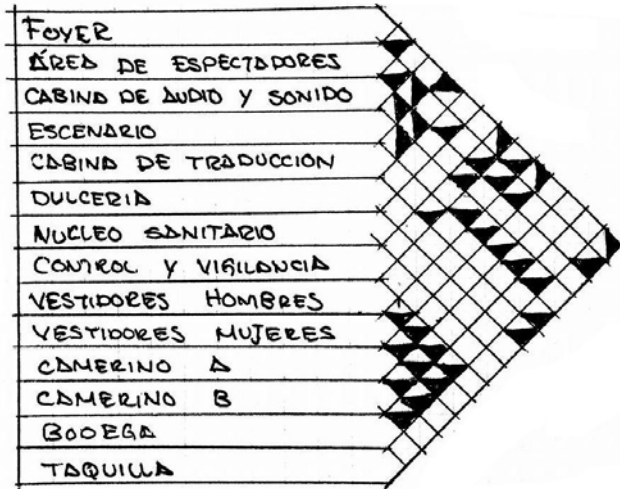 FOYER
ÁREA DE ESPECTADORES
CABINA DE AUDIO Y SONIDO
ESCENARIO
CABINA DE TRADUCCION
DULCERIA
NUCLEO SANITARIO
CONTROL Y VIGILANCIA
VESTIDORES HOMBRES
VESTIDORES MUJERES
CAMERINO A
CAMERINO B
BODEGA
TAQUILLA